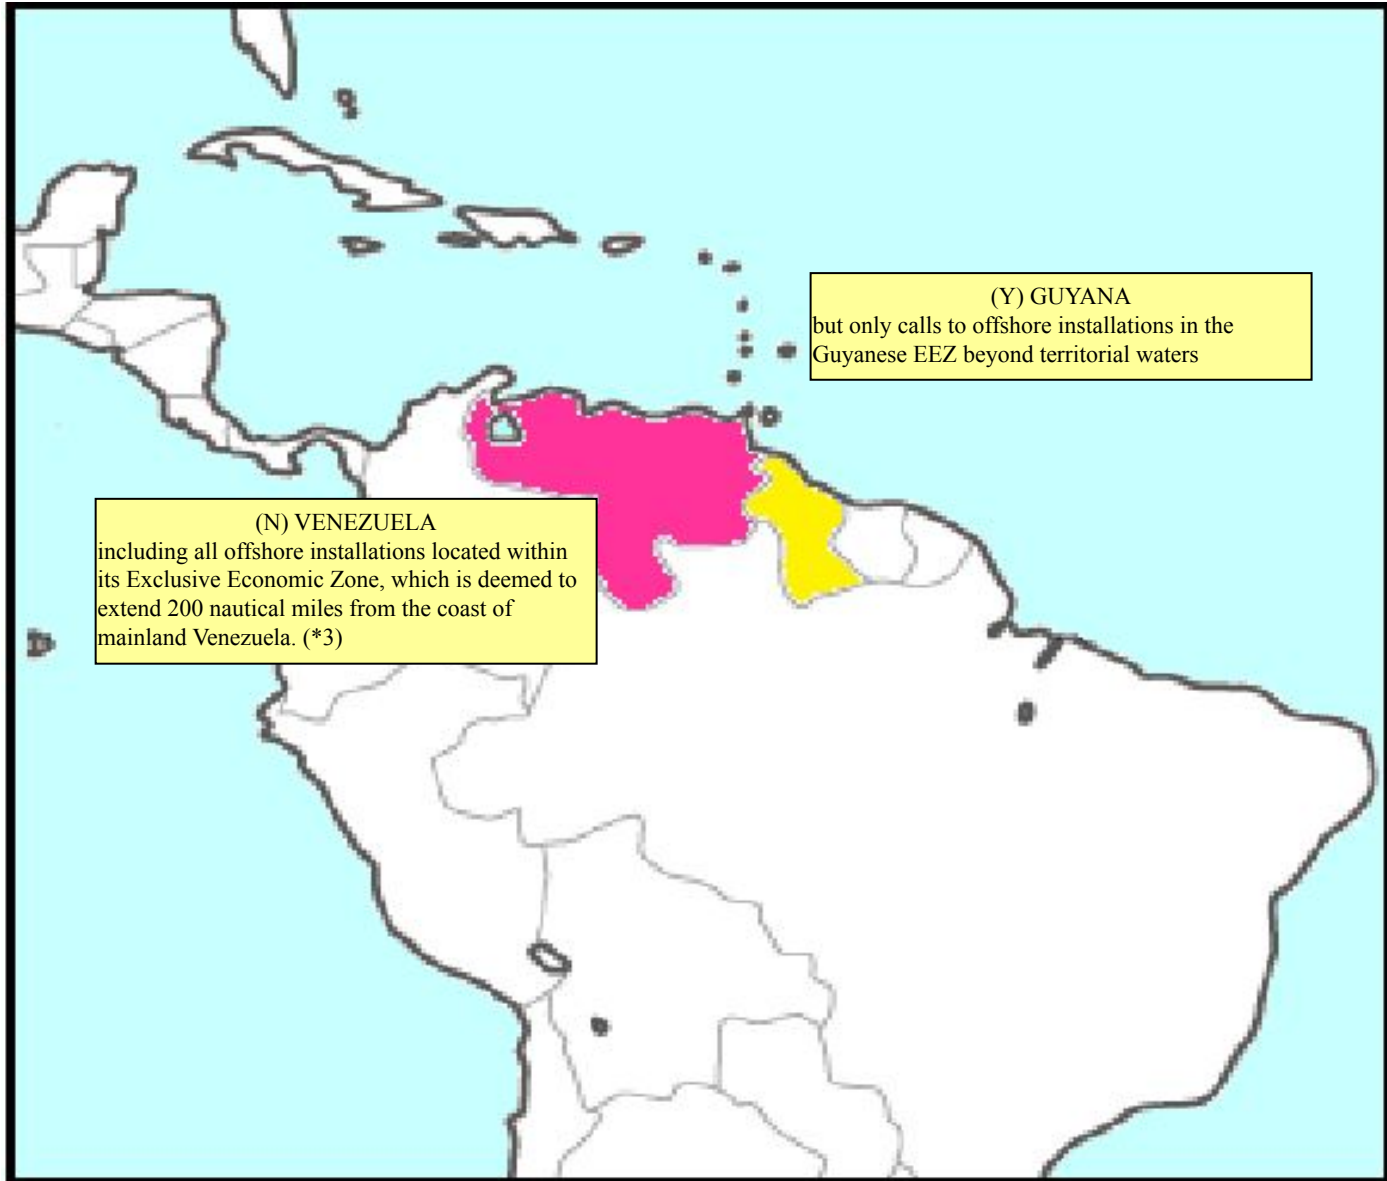 (Y) GUYANA
but only calls to offshore installations in the
Guyanese EEZ beyond territorial waters
(N) VENEZUELA
including all offshore installations located within
its Exclusive Economic Zone, which is deemed to
extend 200 nautical miles from the coast of
mainland Venezuela. (*3)